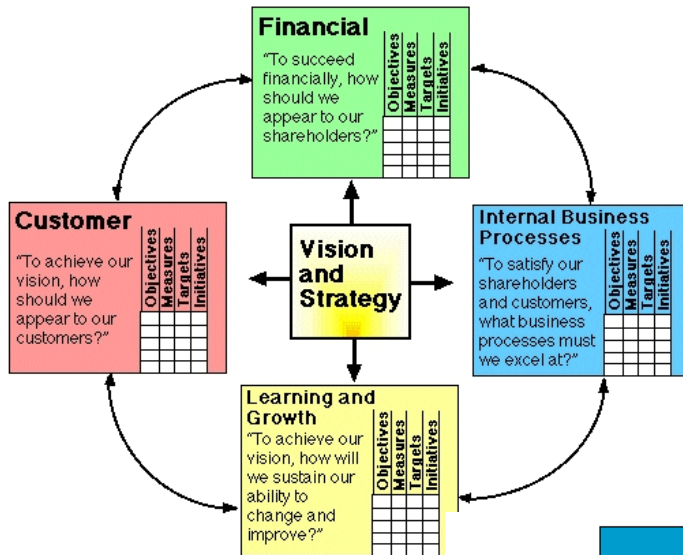 Financial
“To succeed
financially, how
should we
appear to our
shareholders?”
Objectives
Measures
Targets
Initiatives
Customer
“To achieve our
vision, how
should we
appear to our
customers?”
Objectives
Measures
Targets
Initiatives
Vision
and
Strategy
Internal Business
Processes
“To satisfy our
shareholders
and customers,
what business
processes must
we excel at?”
Objectives
Measures
Targets
Initiatives
Learning and
Growth
“To achieve our
vision, how will
we sustain our
ability to
change and
improve?”
Objectives
Measures
Targets
Initiatives